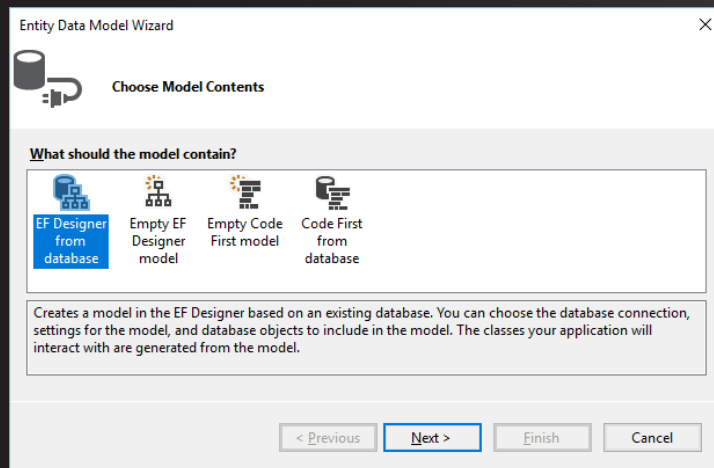 Entity Data Model Wizard
Choose Model Contents
What should the model contain?
EF Designer
from
database
Empty EF
Designer
model
Empty Code
First model
Code First
from
database
Creates a model in the EF Designer based on an existing database. You can choose the database connection,
settings for the model, and database objects to include in the model. The classes your application will
interact with are generated from the model.
< Previous
Next >
Finish
Cancel